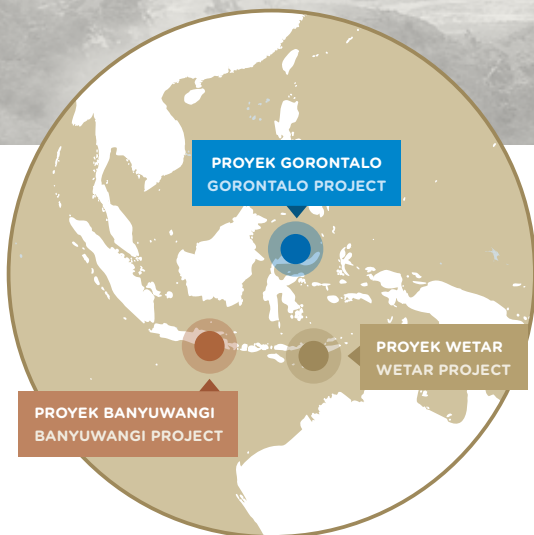 PROYEK GORONTALO
GORONTALO PROJECT
PROYEK WETAR
WETAR PROJECT
PROYEK BANYUWANGI
BANYUWANGI PROJECT